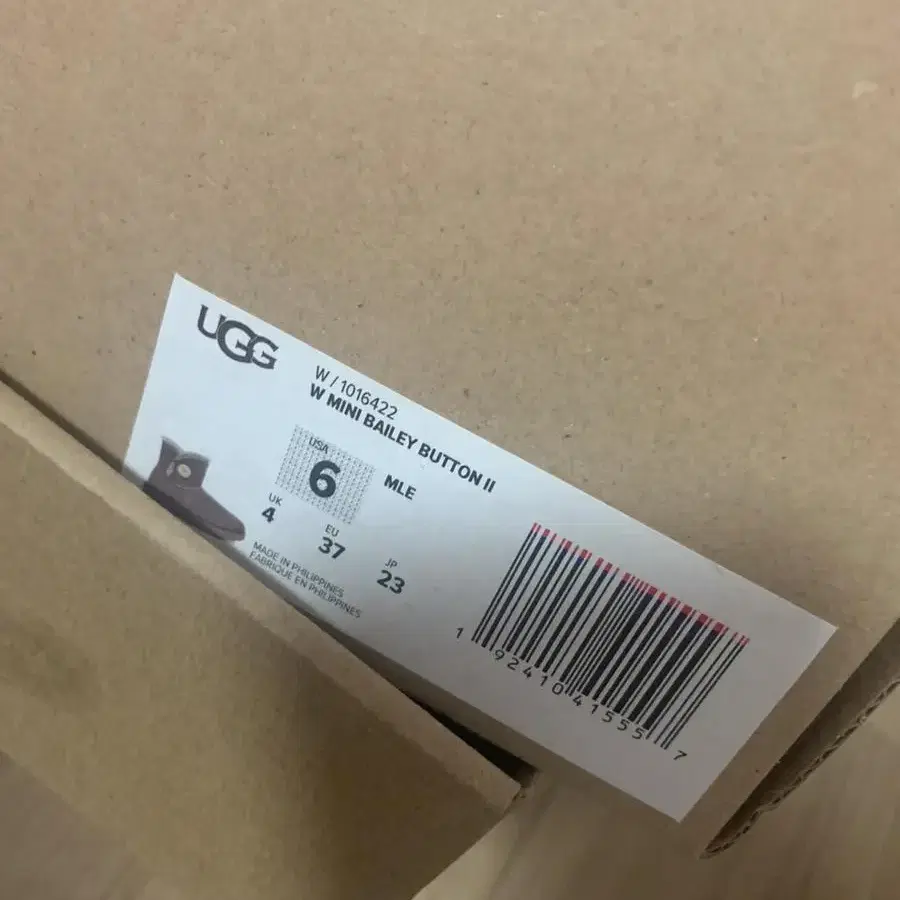 UGG
W / 1016422
W MINI BAILEY BUTTON II
USA
6
MLE
UK
4
EU
37
JP
23
MADE IN PHILIPPINES
FABRIQUE EN PHILIPPINES
1 92410 41555 7